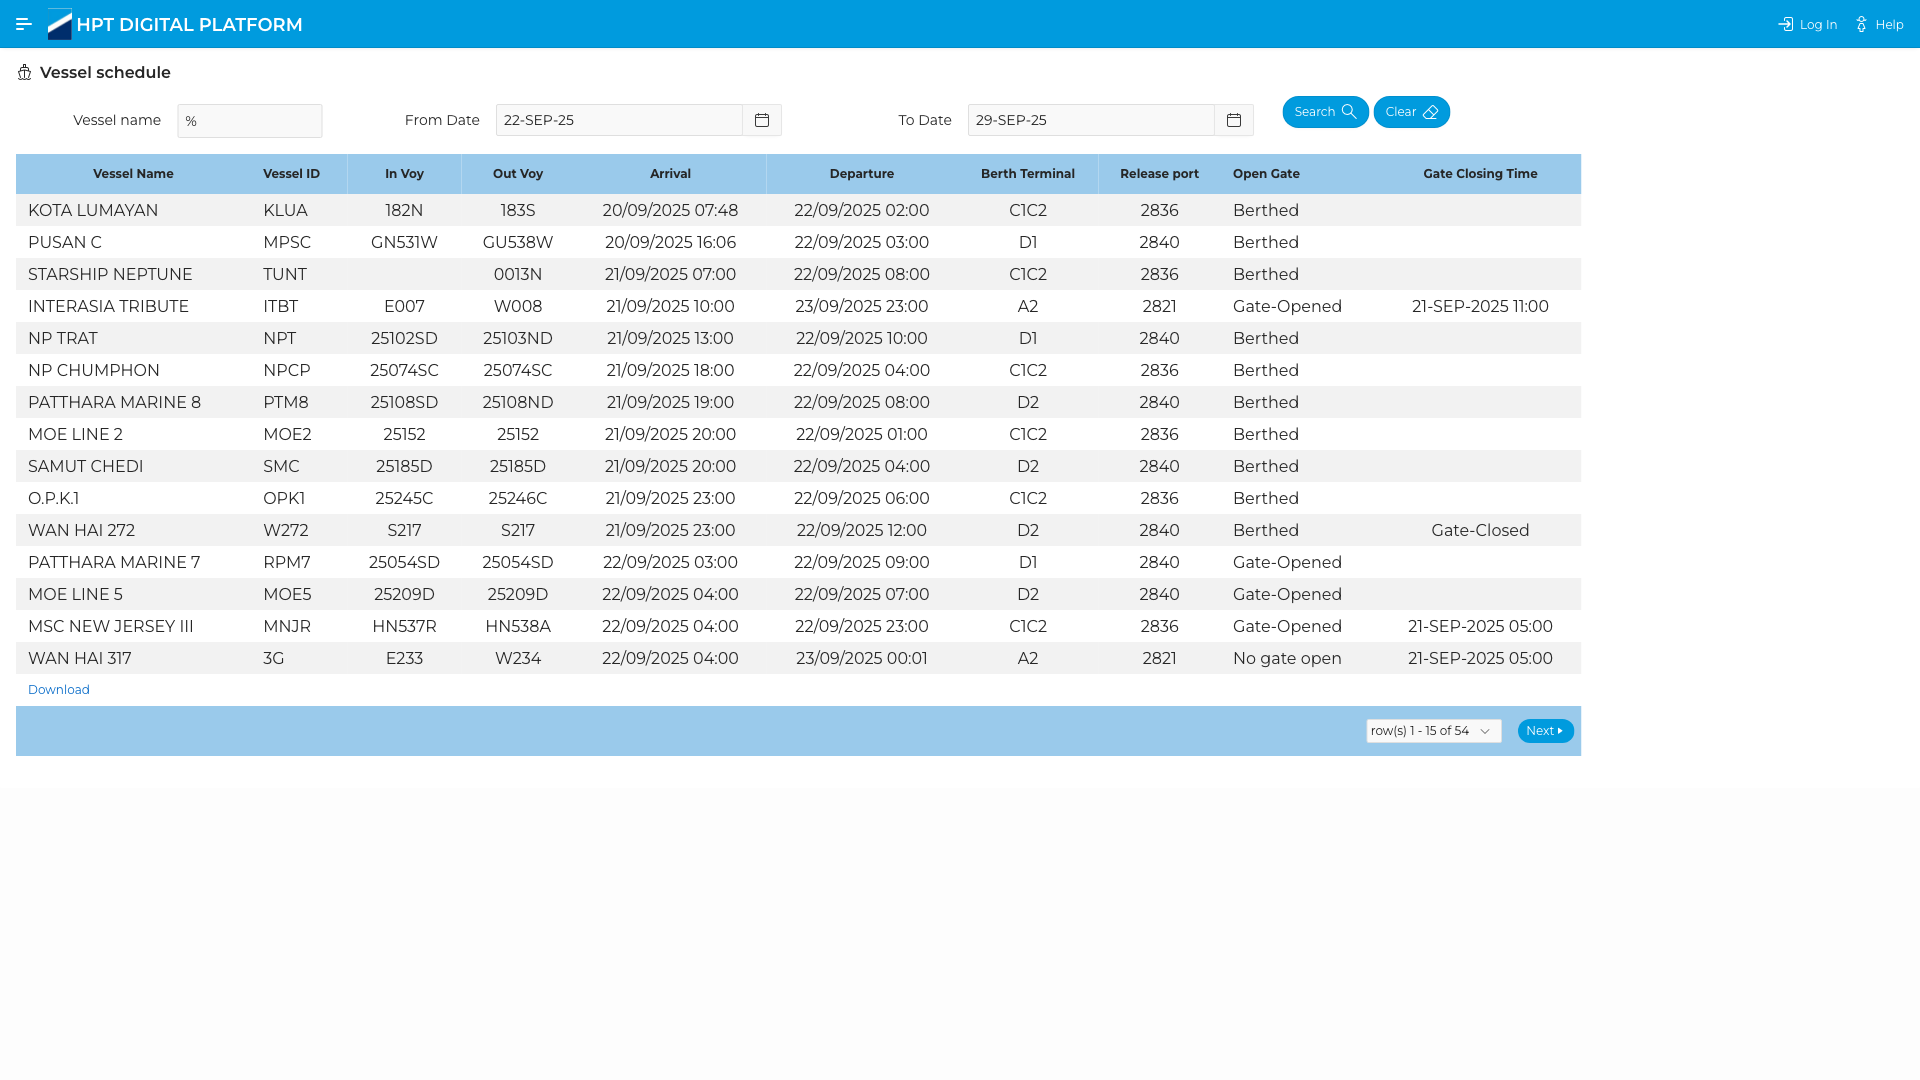 HPT DIGITAL PLATFORM
Log In Help
Vessel schedule
Vessel name % From Date 22-SEP-25 To Date 29-SEP-25 Search Clear
Vessel Name Vessel ID In Voy Out Voy Arrival Departure Berth Terminal Release port Open Gate Gate Closing Time
KOTA LUMAYAN KLUA 182N 183S 20/09/2025 07:48 22/09/2025 02:00 C1C2 2836 Berthed
PUSAN C MPSC GN531W GU538W 20/09/2025 16:06 22/09/2025 03:00 D1 2840 Berthed
STARSHIP NEPTUNE TUNT 0013N 21/09/2025 07:00 22/09/2025 08:00 C1C2 2836 Berthed
INTERASIA TRIBUTE ITBT E007 W008 21/09/2025 10:00 23/09/2025 23:00 A2 2821 Gate-Opened 21-SEP-2025 11:00
NP TRAT NPT 25102SD 25103ND 21/09/2025 13:00 22/09/2025 10:00 D1 2840 Berthed
NP CHUMPHON NPCP 25074SC 25074SC 21/09/2025 18:00 22/09/2025 04:00 C1C2 2836 Berthed
PATTHARA MARINE 8 PTM8 25108SD 25108ND 21/09/2025 19:00 22/09/2025 08:00 D2 2840 Berthed
MOE LINE 2 MOE2 25152 25152 21/09/2025 20:00 22/09/2025 01:00 C1C2 2836 Berthed
SAMUT CHEDI SMC 25185D 25185D 21/09/2025 20:00 22/09/2025 04:00 D2 2840 Berthed
O.P.K.1 OPK1 25245C 25246C 21/09/2025 23:00 22/09/2025 06:00 C1C2 2836 Berthed
WAN HAI 272 W272 S217 S217 21/09/2025 23:00 22/09/2025 12:00 D2 2840 Berthed Gate-Closed
PATTHARA MARINE 7 RPM7 25054SD 25054SD 22/09/2025 03:00 22/09/2025 09:00 D1 2840 Gate-Opened
MOE LINE 5 MOE5 25209D 25209D 22/09/2025 04:00 22/09/2025 07:00 D2 2840 Gate-Opened
MSC NEW JERSEY III MNJR HN537R HN538A 22/09/2025 04:00 22/09/2025 23:00 C1C2 2836 Gate-Opened 21-SEP-2025 05:00
WAN HAI 317 3G E233 W234 22/09/2025 04:00 23/09/2025 00:01 A2 2821 No gate open 21-SEP-2025 05:00
Download
row(s) 1 - 15 of 54 Next